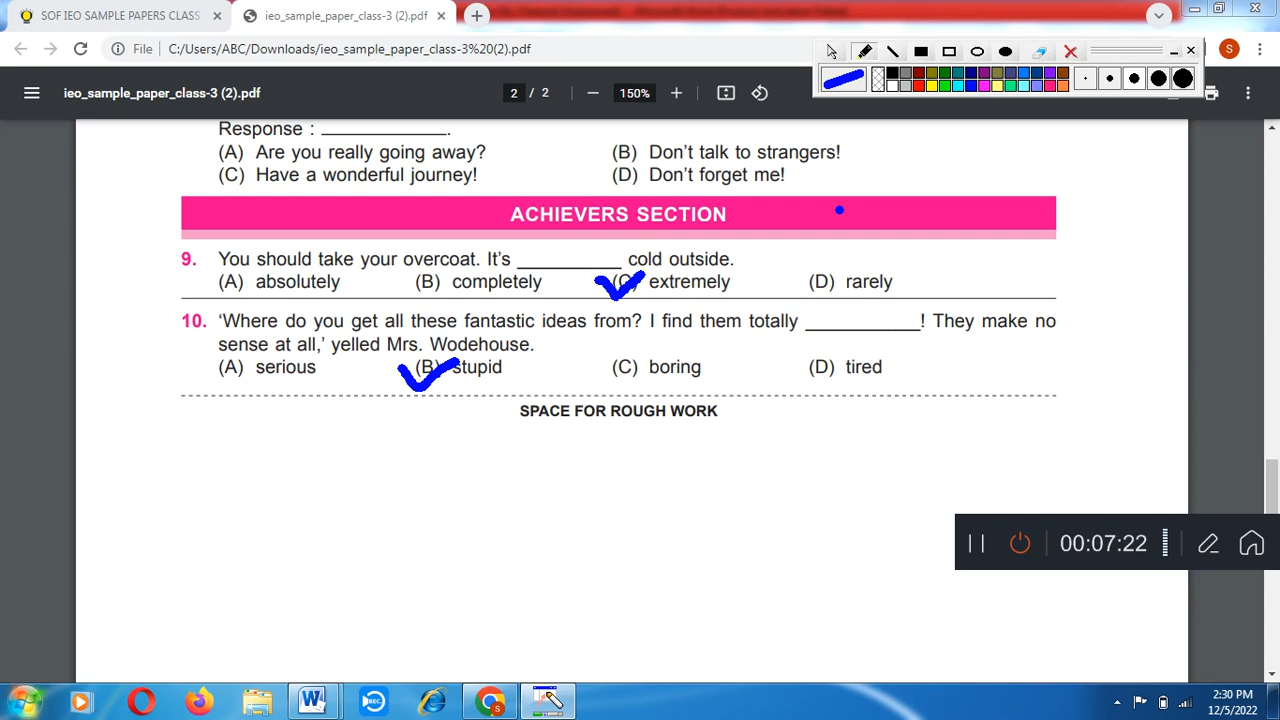 SOF IEO SAMPLE PAPERS CLASS
ieo_sample_paper_class-3 (2).pdf
S
File
C:/Users/ABC/Downloads/ieo_sample_paper_class-3%20(2).pdf
ieo_sample_paper_class-3 (2).pdf
2 / 2
150%
Response : ____________.
(A) Are you really going away? (B) Don’t talk to strangers!
(C) Have a wonderful journey! (D) Don’t forget me!
ACHIEVERS SECTION
9. You should take your overcoat. It’s __________ cold outside.
(A) absolutely (B) completely (C) extremely (D) rarely
10. ‘Where do you get all these fantastic ideas from? I find them totally ___________! They make no
sense at all,’ yelled Mrs. Wodehouse.
(A) serious (B) stupid (C) boring (D) tired
SPACE FOR ROUGH WORK
00:07:22
REC
2:30 PM
12/5/2022